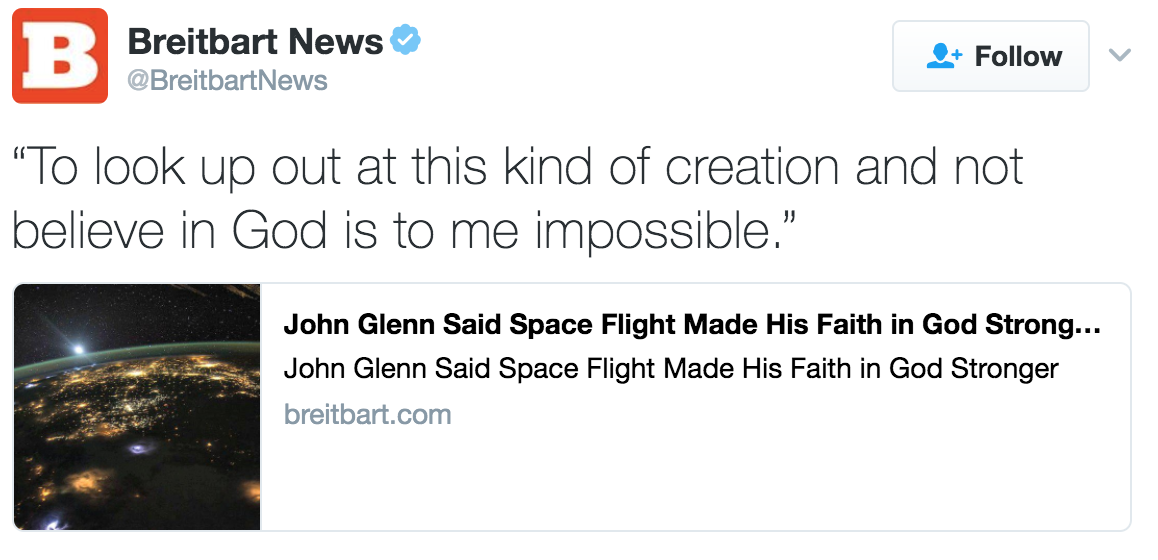 B
Breitbart News
@BreitbartNews
Follow
“To look up out at this kind of creation and not
believe in God is to me impossible.”
John Glenn Said Space Flight Made His Faith in God Strong...
John Glenn Said Space Flight Made His Faith in God Stronger
breitbart.com